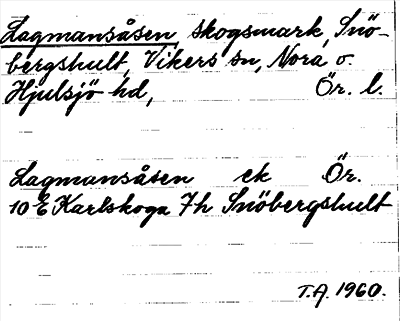 Lagmansåsen, skogsmark, Snö-
bergshult, Vikers sn, Nora o.
Hjulsjö hd, Ör. l.
Lagmansåsen ek Ör.
10 E Karlskoga 7h Snöbergshult
T.A. 1960.